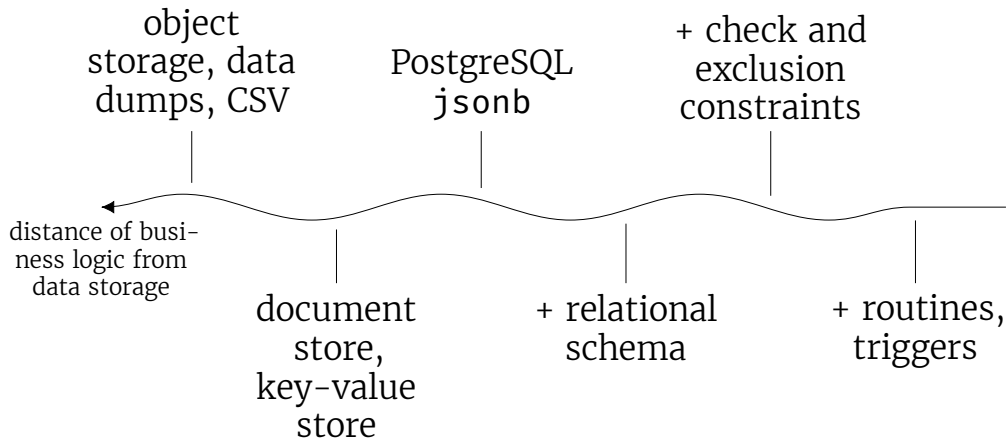 object
storage, data
dumps, CSV
PostgreSQL
jsonb
+ check and
exclusion
constraints
distance of busi-
ness logic from
data storage
document
store,
key-value
store
+ relational
schema
+ routines,
triggers